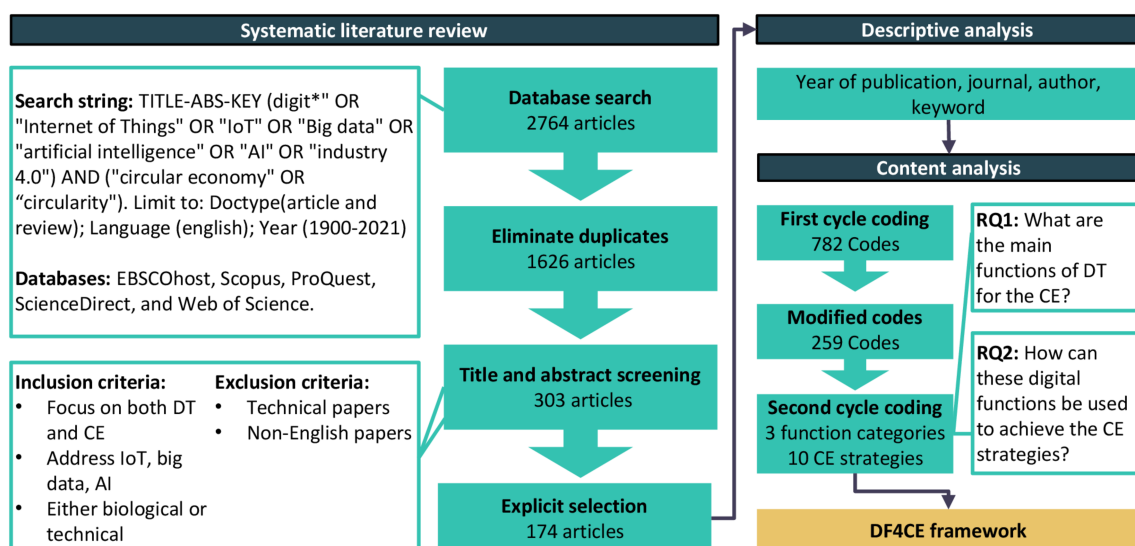 Systematic literature review
Search string: TITLE-ABS-KEY (digit*" OR
"Internet of Things" OR "IoT" OR "Big data" OR
"artificial intelligence" OR "AI" OR "industry
4.0") AND ("circular economy" OR
“circularity"). Limit to: Doctype(article and
review); Language (english); Year (1900-2021)
Databases: EBSCOhost, Scopus, ProQuest,
ScienceDirect, and Web of Science.
Inclusion criteria:
• Focus on both DT
and CE
• Address IoT, big
data, AI
• Either biological or
technical
Exclusion criteria:
• Technical papers
• Non-English papers
Database search
2764 articles
Eliminate duplicates
1626 articles
Title and abstract screening
303 articles
Explicit selection
174 articles
Descriptive analysis
Year of publication, journal, author,
keyword
Content analysis
First cycle coding
782 Codes
Modified codes
259 Codes
Second cycle coding
3 function categories
10 CE strategies
RQ1: What are
the main
functions of DT
for the CE?
RQ2: How can
these digital
functions be used
to achieve the CE
strategies?
DF4CE framework